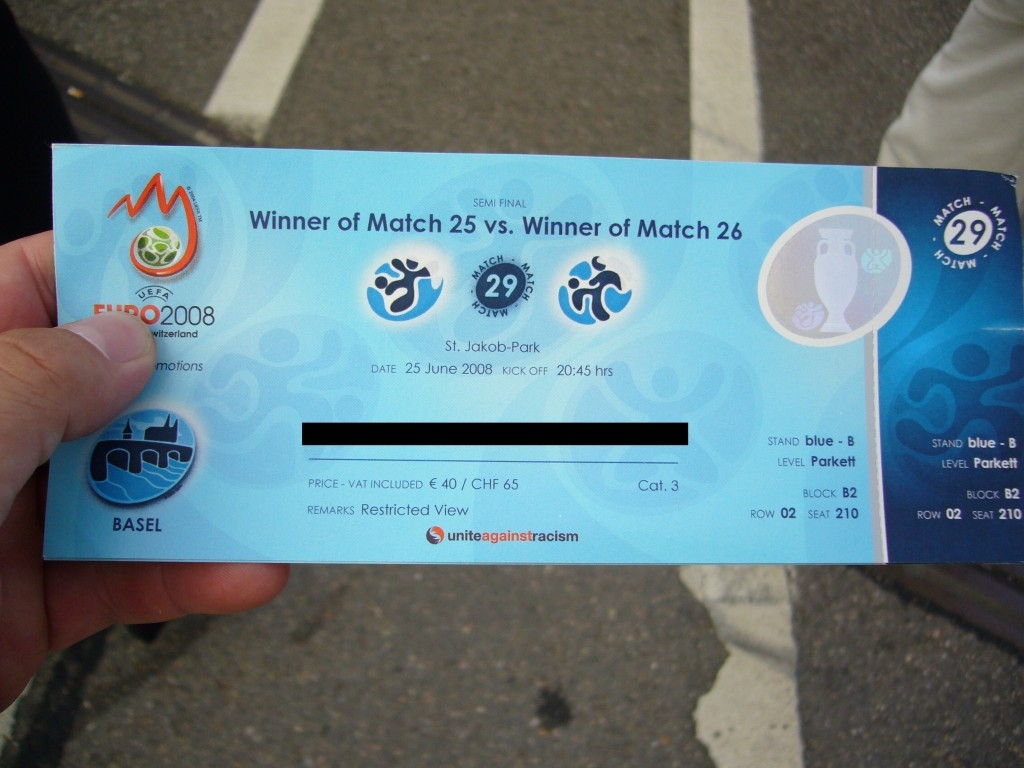 SEMI FINAL
Winner of Match 25 vs. Winner of Match 26
MATCH · MATCH · 29
MATCH · MATCH · 29
UEFA
EURO2008
witzerland
motions
St. Jakob-Park
DATE 25 June 2008 KICK OFF 20:45 hrs
BASEL
PRICE - VAT INCLUDED € 40 / CHF 65 Cat. 3
REMARKS Restricted View
uniteagainstracism
STAND blue - B
LEVEL Parkett
BLOCK B2
ROW 02 SEAT 210
STAND blue - B
LEVEL Parkett
BLOCK B2
ROW 02 SEAT 210